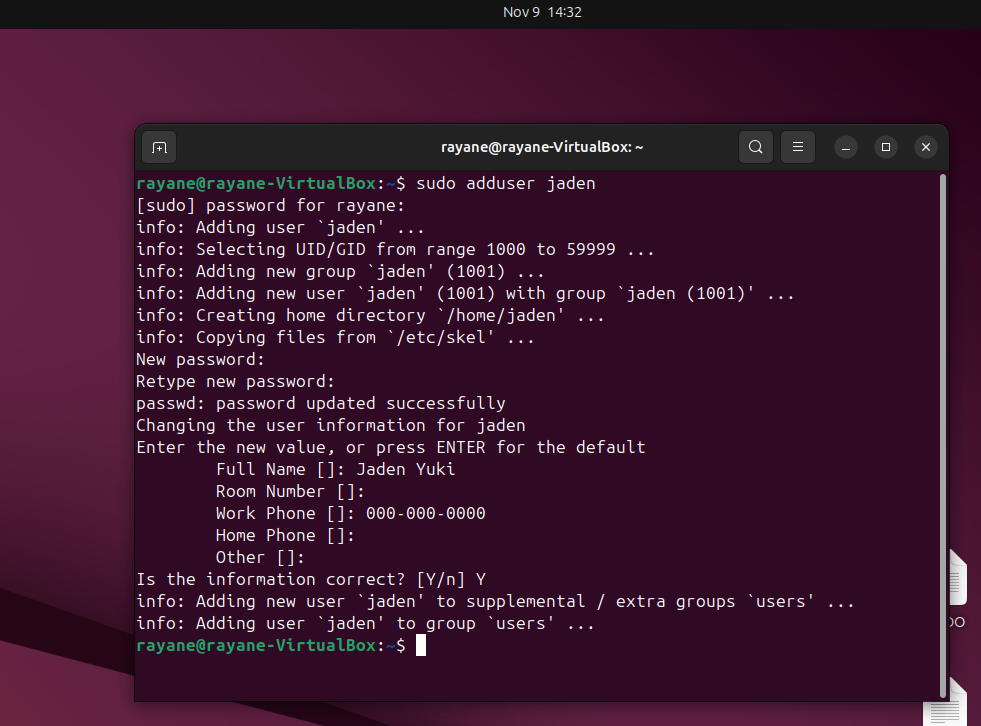 Nov 9 14:32
rayane@rayane-VirtualBox: ~
rayane@rayane-VirtualBox:~$ sudo adduser jaden
[sudo] password for rayane:
info: Adding user `jaden' ...
info: Selecting UID/GID from range 1000 to 59999 ...
info: Adding new group `jaden' (1001) ...
info: Adding new user `jaden' (1001) with group `jaden (1001)' ...
info: Creating home directory `/home/jaden' ...
info: Copying files from `/etc/skel' ...
New password:
Retype new password:
passwd: password updated successfully
Changing the user information for jaden
Enter the new value, or press ENTER for the default
        Full Name []: Jaden Yuki
        Room Number []:
        Work Phone []: 000-000-0000
        Home Phone []:
        Other []:
Is the information correct? [Y/n] Y
info: Adding new user `jaden' to supplemental / extra groups `users' ...
info: Adding user `jaden' to group `users' ...
rayane@rayane-VirtualBox:~$